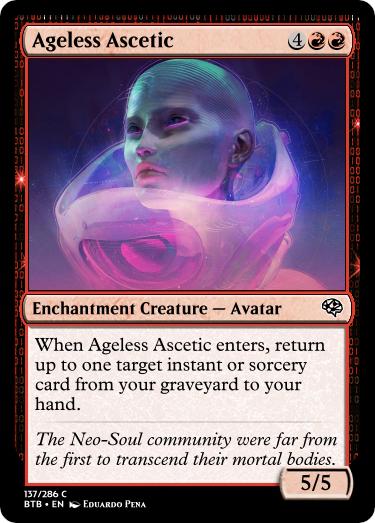 Ageless Ascetic 4
Enchantment Creature — Avatar
When Ageless Ascetic enters, return
up to one target instant or sorcery
card from your graveyard to your
hand.
The Neo-Soul community were far from
the first to transcend their mortal bodies.
5/5
137/286 C
BTB • EN Eduardo Pena